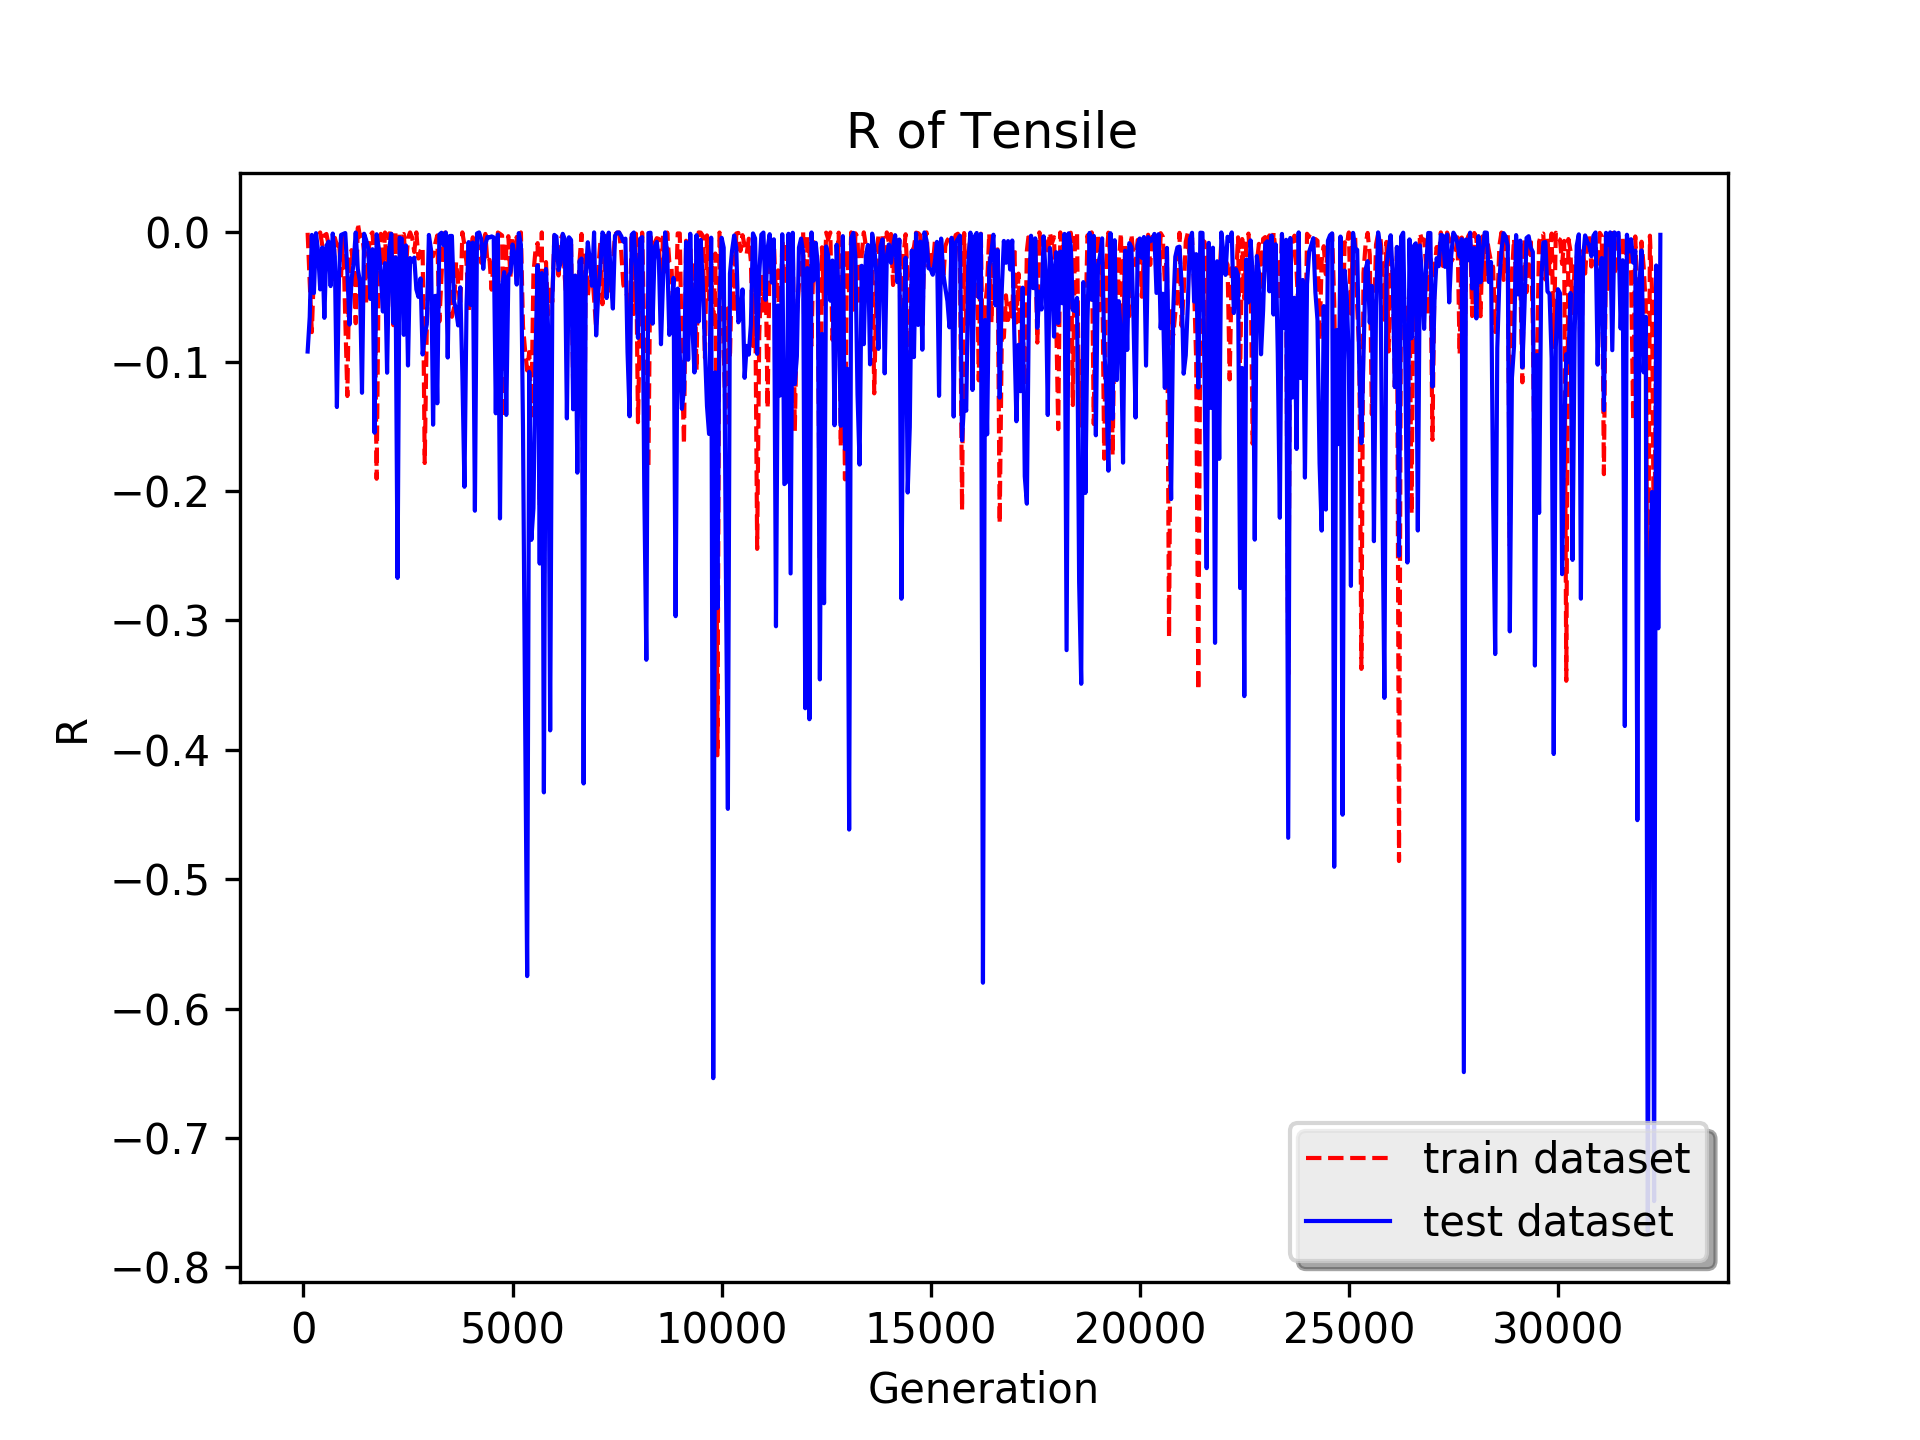 R of Tensile
0.0
−0.1
−0.2
−0.3
−0.4
−0.5
−0.6
−0.7
−0.8
R
0 5000 10000 15000 20000 25000 30000
Generation
train dataset
test dataset